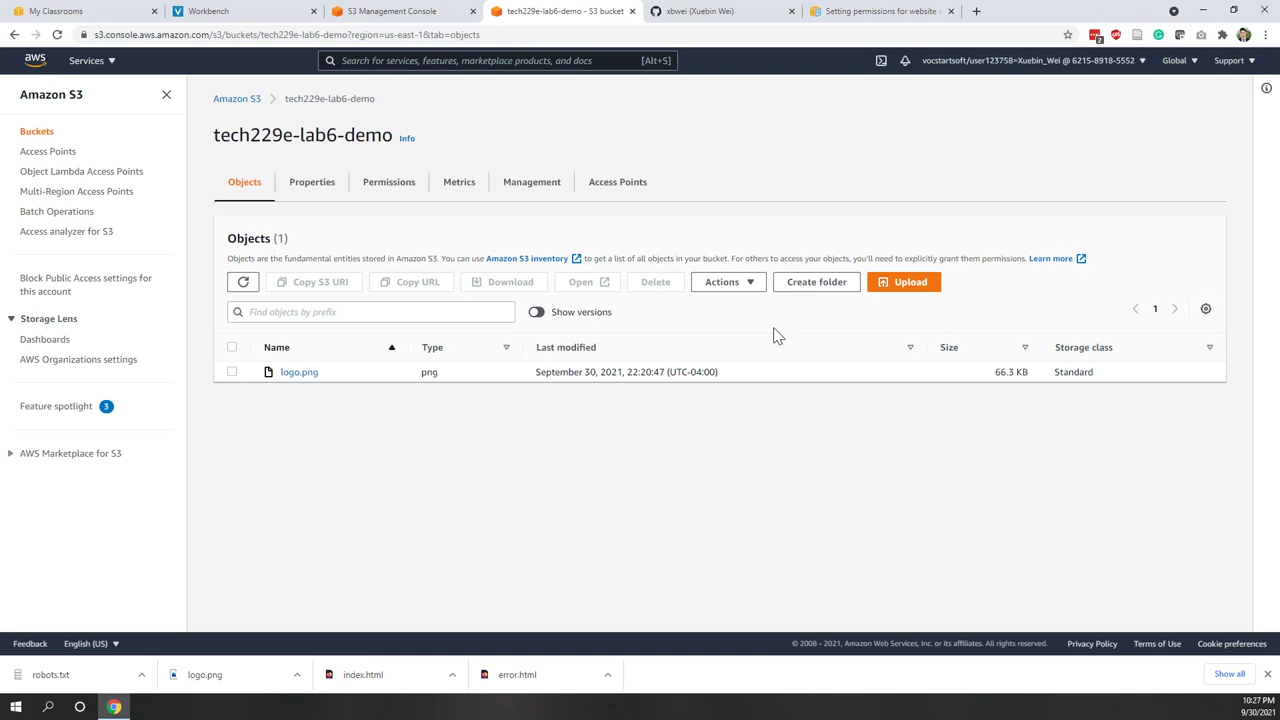 My Classrooms
Workbench
S3 Management Console
tech229e-lab6-demo - S3 bucket
xbwei (Xuebin Wei)
Setting permissions for website a
s3.console.aws.amazon.com/s3/buckets/tech229e-lab6-demo?region=us-east-1&tab=objects
2
aws
Services
Search for services, features, marketplace products, and docs
[Alt+S]
vocstartsoft/user123758=Xuebin_Wei @ 6215-8918-5552
Global
Support
Amazon S3
Buckets
Access Points
Object Lambda Access Points
Multi-Region Access Points
Batch Operations
Access analyzer for S3
Block Public Access settings for
this account
Storage Lens
Dashboards
AWS Organizations settings
Feature spotlight 3
AWS Marketplace for S3
Amazon S3 > tech229e-lab6-demo
tech229e-lab6-demo Info
Objects
Properties
Permissions
Metrics
Management
Access Points
Objects (1)
Objects are the fundamental entities stored in Amazon S3. You can use Amazon S3 inventory to get a list of all objects in your bucket. For others to access your objects, you'll need to explicitly grant them permissions. Learn more
Copy S3 URI
Copy URL
Download
Open
Delete
Actions
Create folder
Upload
Find objects by prefix
Show versions
1
Name
Type
Last modified
Size
Storage class
logo.png
png
September 30, 2021, 22:20:47 (UTC-04:00)
66.3 KB
Standard
Feedback
English (US)
© 2008 - 2021, Amazon Web Services, Inc. or its affiliates. All rights reserved.
Privacy Policy
Terms of Use
Cookie preferences
robots.txt
logo.png
index.html
error.html
Show all
10:27 PM
9/30/2021